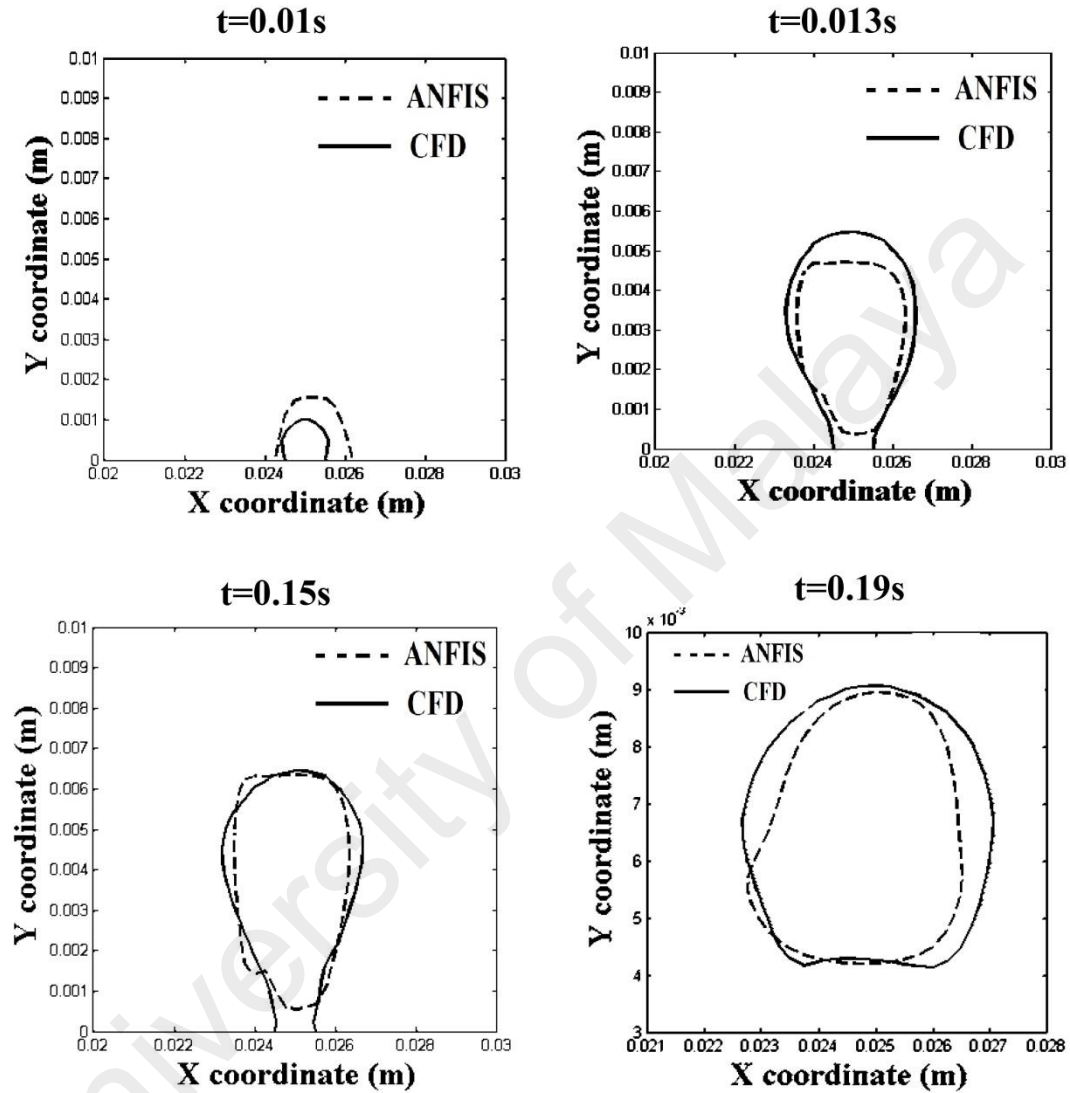 t=0.01s
0.01
0.009
0.008
0.007
0.006
0.005
0.004
0.003
0.002
0.001
0
0.02 0.022 0.024 0.026 0.028 0.03
Y coordinate (m)
X coordinate (m)
ANFIS
CFD
t=0.013s
0.01
0.009
0.008
0.007
0.006
0.005
0.004
0.003
0.002
0.001
0
0.02 0.022 0.024 0.026 0.028 0.03
Y coordinate (m)
X coordinate (m)
ANFIS
CFD
t=0.15s
0.01
0.009
0.008
0.007
0.006
0.005
0.004
0.003
0.002
0.001
0
0.02 0.022 0.024 0.026 0.028 0.03
Y coordinate (m)
X coordinate (m)
ANFIS
CFD
t=0.19s
x 10⁻³
10
9
8
7
6
5
4
3
0.021 0.022 0.023 0.024 0.025 0.026 0.027 0.028
Y coordinate (m)
X coordinate (m)
ANFIS
CFD
University of Malaya